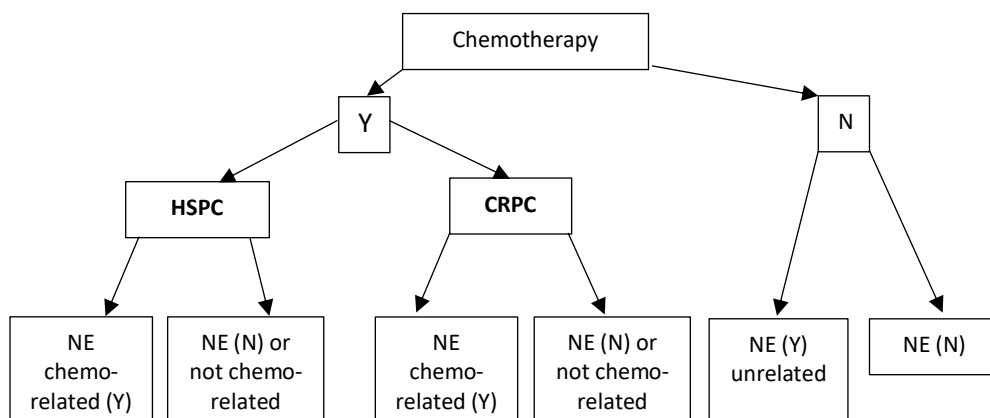 Chemotherapy
Y
N
HSPC
CRPC
NE
chemo-
related (Y)
NE (N) or
not chemo-
related
NE
chemo-
related (Y)
NE (N) or
not chemo-
related
NE (Y)
unrelated
NE (N)